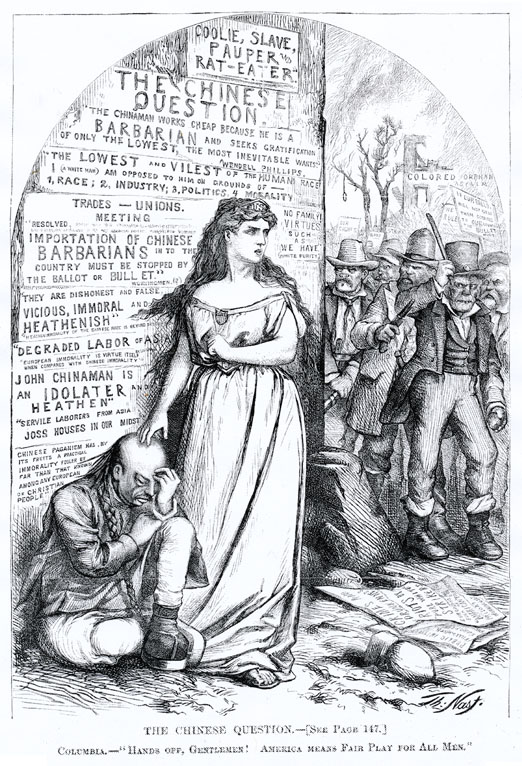 COOLIE, SLAVE,
PAUPER, AND
RAT-EATER
THE CHINESE
QUESTION.
"THE CHINAMAN WORKS CHEAP BECAUSE HE IS A
BARBARIAN AND SEEKS GRATIFICATION
OF ONLY THE LOWEST, THE MOST INEVITABLE WANTS."
WENDELL PHILLIPS.
"THE LOWEST AND VILEST OF THE HUMAN RACE"
I (A WHITE MAN) AM OPPOSED TO HIM ON GROUNDS OF—
1, RACE; 2, INDUSTRY; 3, POLITICS, 4 MORALITY
TRADES-UNIONS.
MEETING
"RESOLVED,
IMPORTATION OF CHINESE
BARBARIANS IN TO THE
COUNTRY MUST BE STOPPED BY
THE BALLOT OR BULLET."
NO FAMILY
VIRTUES
SUCH
AS
WE HAVE
(WHITE PURITY)
"THEY ARE DISHONEST AND FALSE
VICIOUS, IMMORAL AND
HEATHENISH"
"DEGRADED LABOR OF ASIA
"EUROPEAN IMMORALITY IS VIRTUE ITSELF
WHEN COMPARED WITH CHINESE IMMORALITY"
JOHN CHINAMAN IS
AN IDOLATER AND
HEATHEN"
"SERVILE LABORERS FROM ASIA
JOSS HOUSES IN OUR MIDST
CHINESE PAGANISM HAS, BY
ITS FRUITS A PRACTICAL
IMMORALITY FOULER BY
FAR THAN THAT KNOWN
AMONG ANY EUROPEAN
OR CHRISTIAN
PEOPLE
COLORED ORPHAN
Th: Nast.
THE CHINESE QUESTION.—[SEE PAGE 147.]
COLUMBIA.—"HANDS OFF, GENTLEMEN! AMERICA MEANS FAIR PLAY FOR ALL MEN."